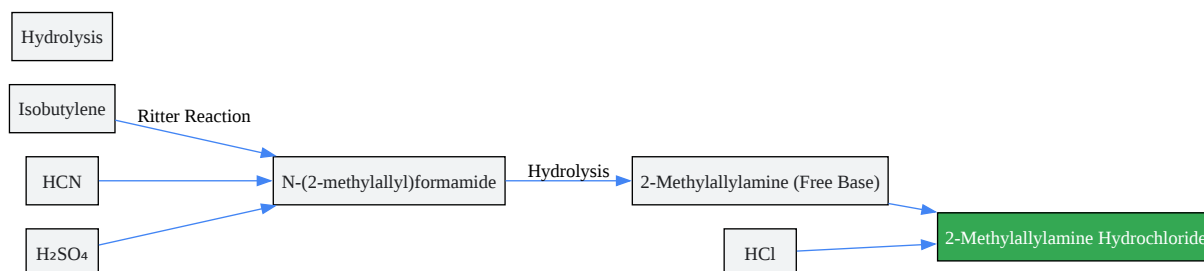 Hydrolysis
Isobutylene
Ritter Reaction
HCN
N-(2-methylallyl)formamide
Hydrolysis
2-Methylallylamine (Free Base)
H₂SO₄
HCl
2-Methylallylamine Hydrochloride